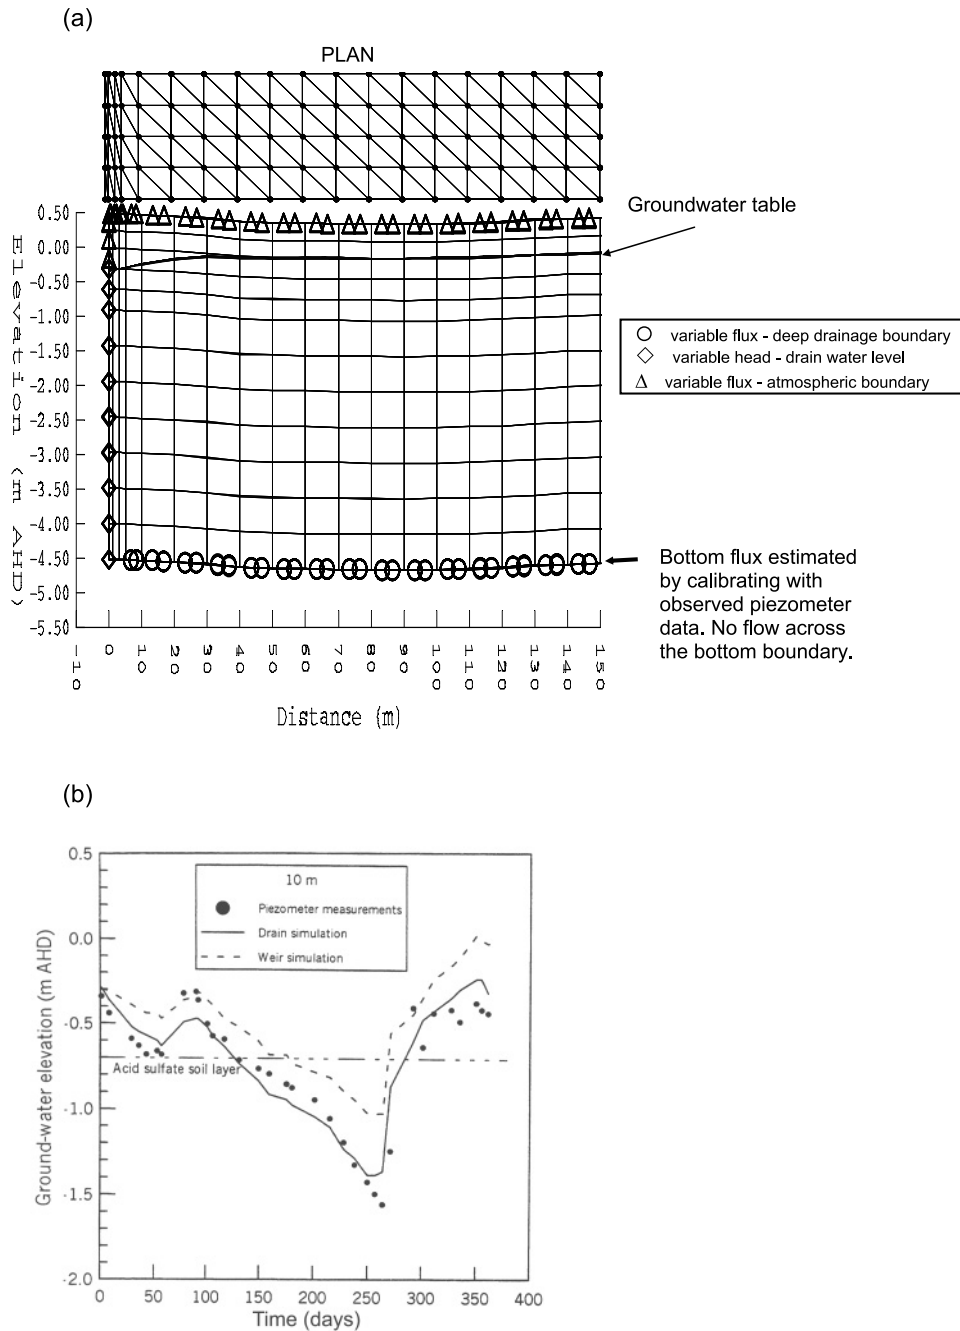 (a)
PLAN
0.50
0.00
-0.50
-1.00
-1.50
-2.00
-2.50
-3.00
-3.50
-4.00
-4.50
-5.00
-5.50
Elevation (m AHD)
-10
0
10
20
30
40
50
60
70
80
90
100
110
120
130
140
150
Distance (m)
Groundwater table
variable flux - deep drainage boundary
variable head - drain water level
variable flux - atmospheric boundary
Bottom flux estimated
by calibrating with
observed piezometer
data. No flow across
the bottom boundary.
(b)
0.5
0.0
-0.5
-1.0
-1.5
-2.0
Ground-water elevation (m AHD)
10 m
Piezometer measurements
Drain simulation
Weir simulation
Acid sulfate soil layer
0
50
100
150
200
250
300
350
400
Time (days)